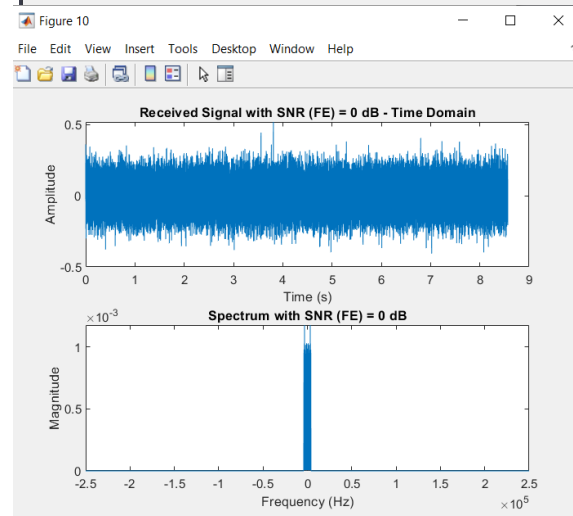 Figure 10
File Edit View Insert Tools Desktop Window Help
Received Signal with SNR (FE) = 0 dB - Time Domain
0.5
0
-0.5
Amplitude
0 1 2 3 4 5 6 7 8 9
Time (s)
×10-3
Spectrum with SNR (FE) = 0 dB
1
0.5
0
Magnitude
-2.5 -2 -1.5 -1 -0.5 0 0.5 1 1.5 2 2.5
Frequency (Hz)
×105